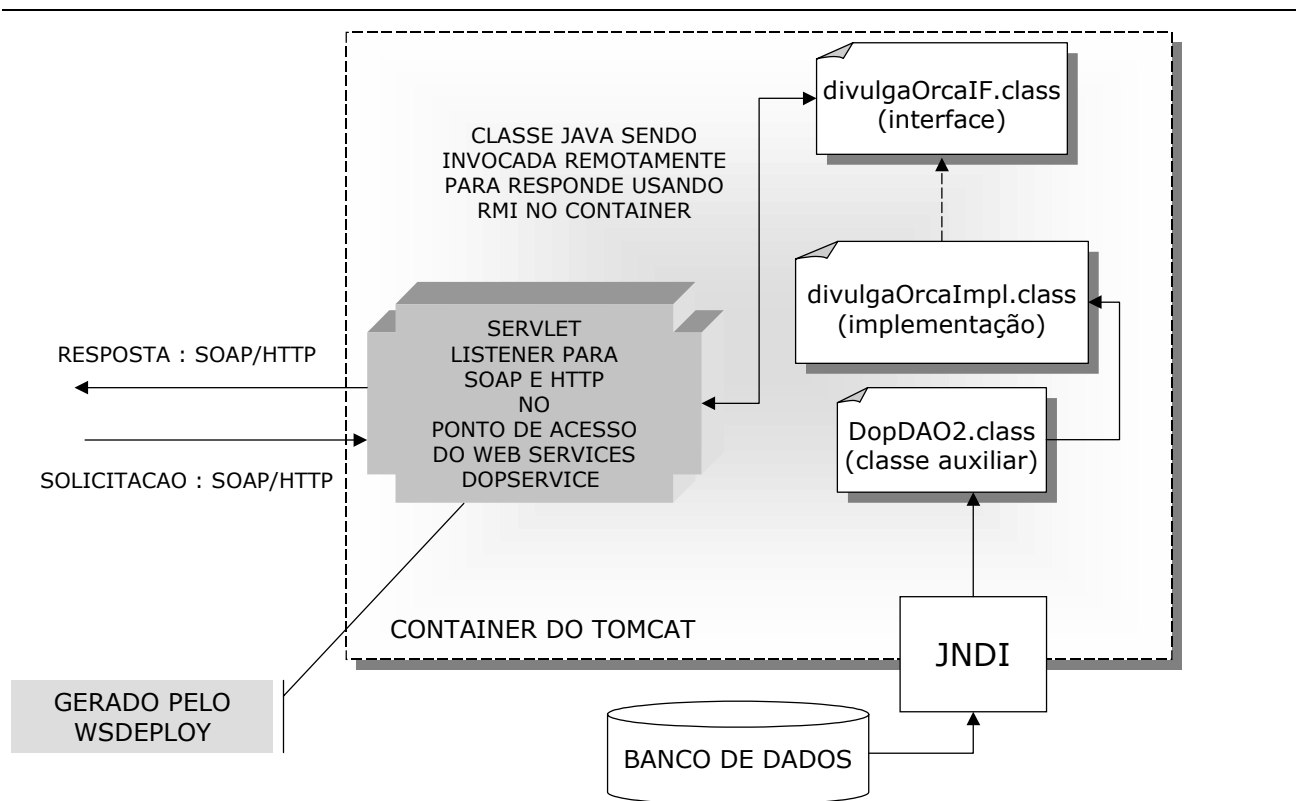 divulgaOrcaIF.class
(interface)
CLASSE JAVA SENDO
INVOCADA REMOTAMENTE
PARA RESPONDE USANDO
RMI NO CONTAINER
divulgaOrcaImpl.class
(implementação)
SERVLET
LISTENER PARA
SOAP E HTTP
NO
PONTO DE ACESSO
DO WEB SERVICES
DOPSERVICE
RESPOSTA : SOAP/HTTP
SOLICITACAO : SOAP/HTTP
DopDAO2.class
(classe auxiliar)
CONTAINER DO TOMCAT
JNDI
GERADO PELO
WSDEPLOY
BANCO DE DADOS